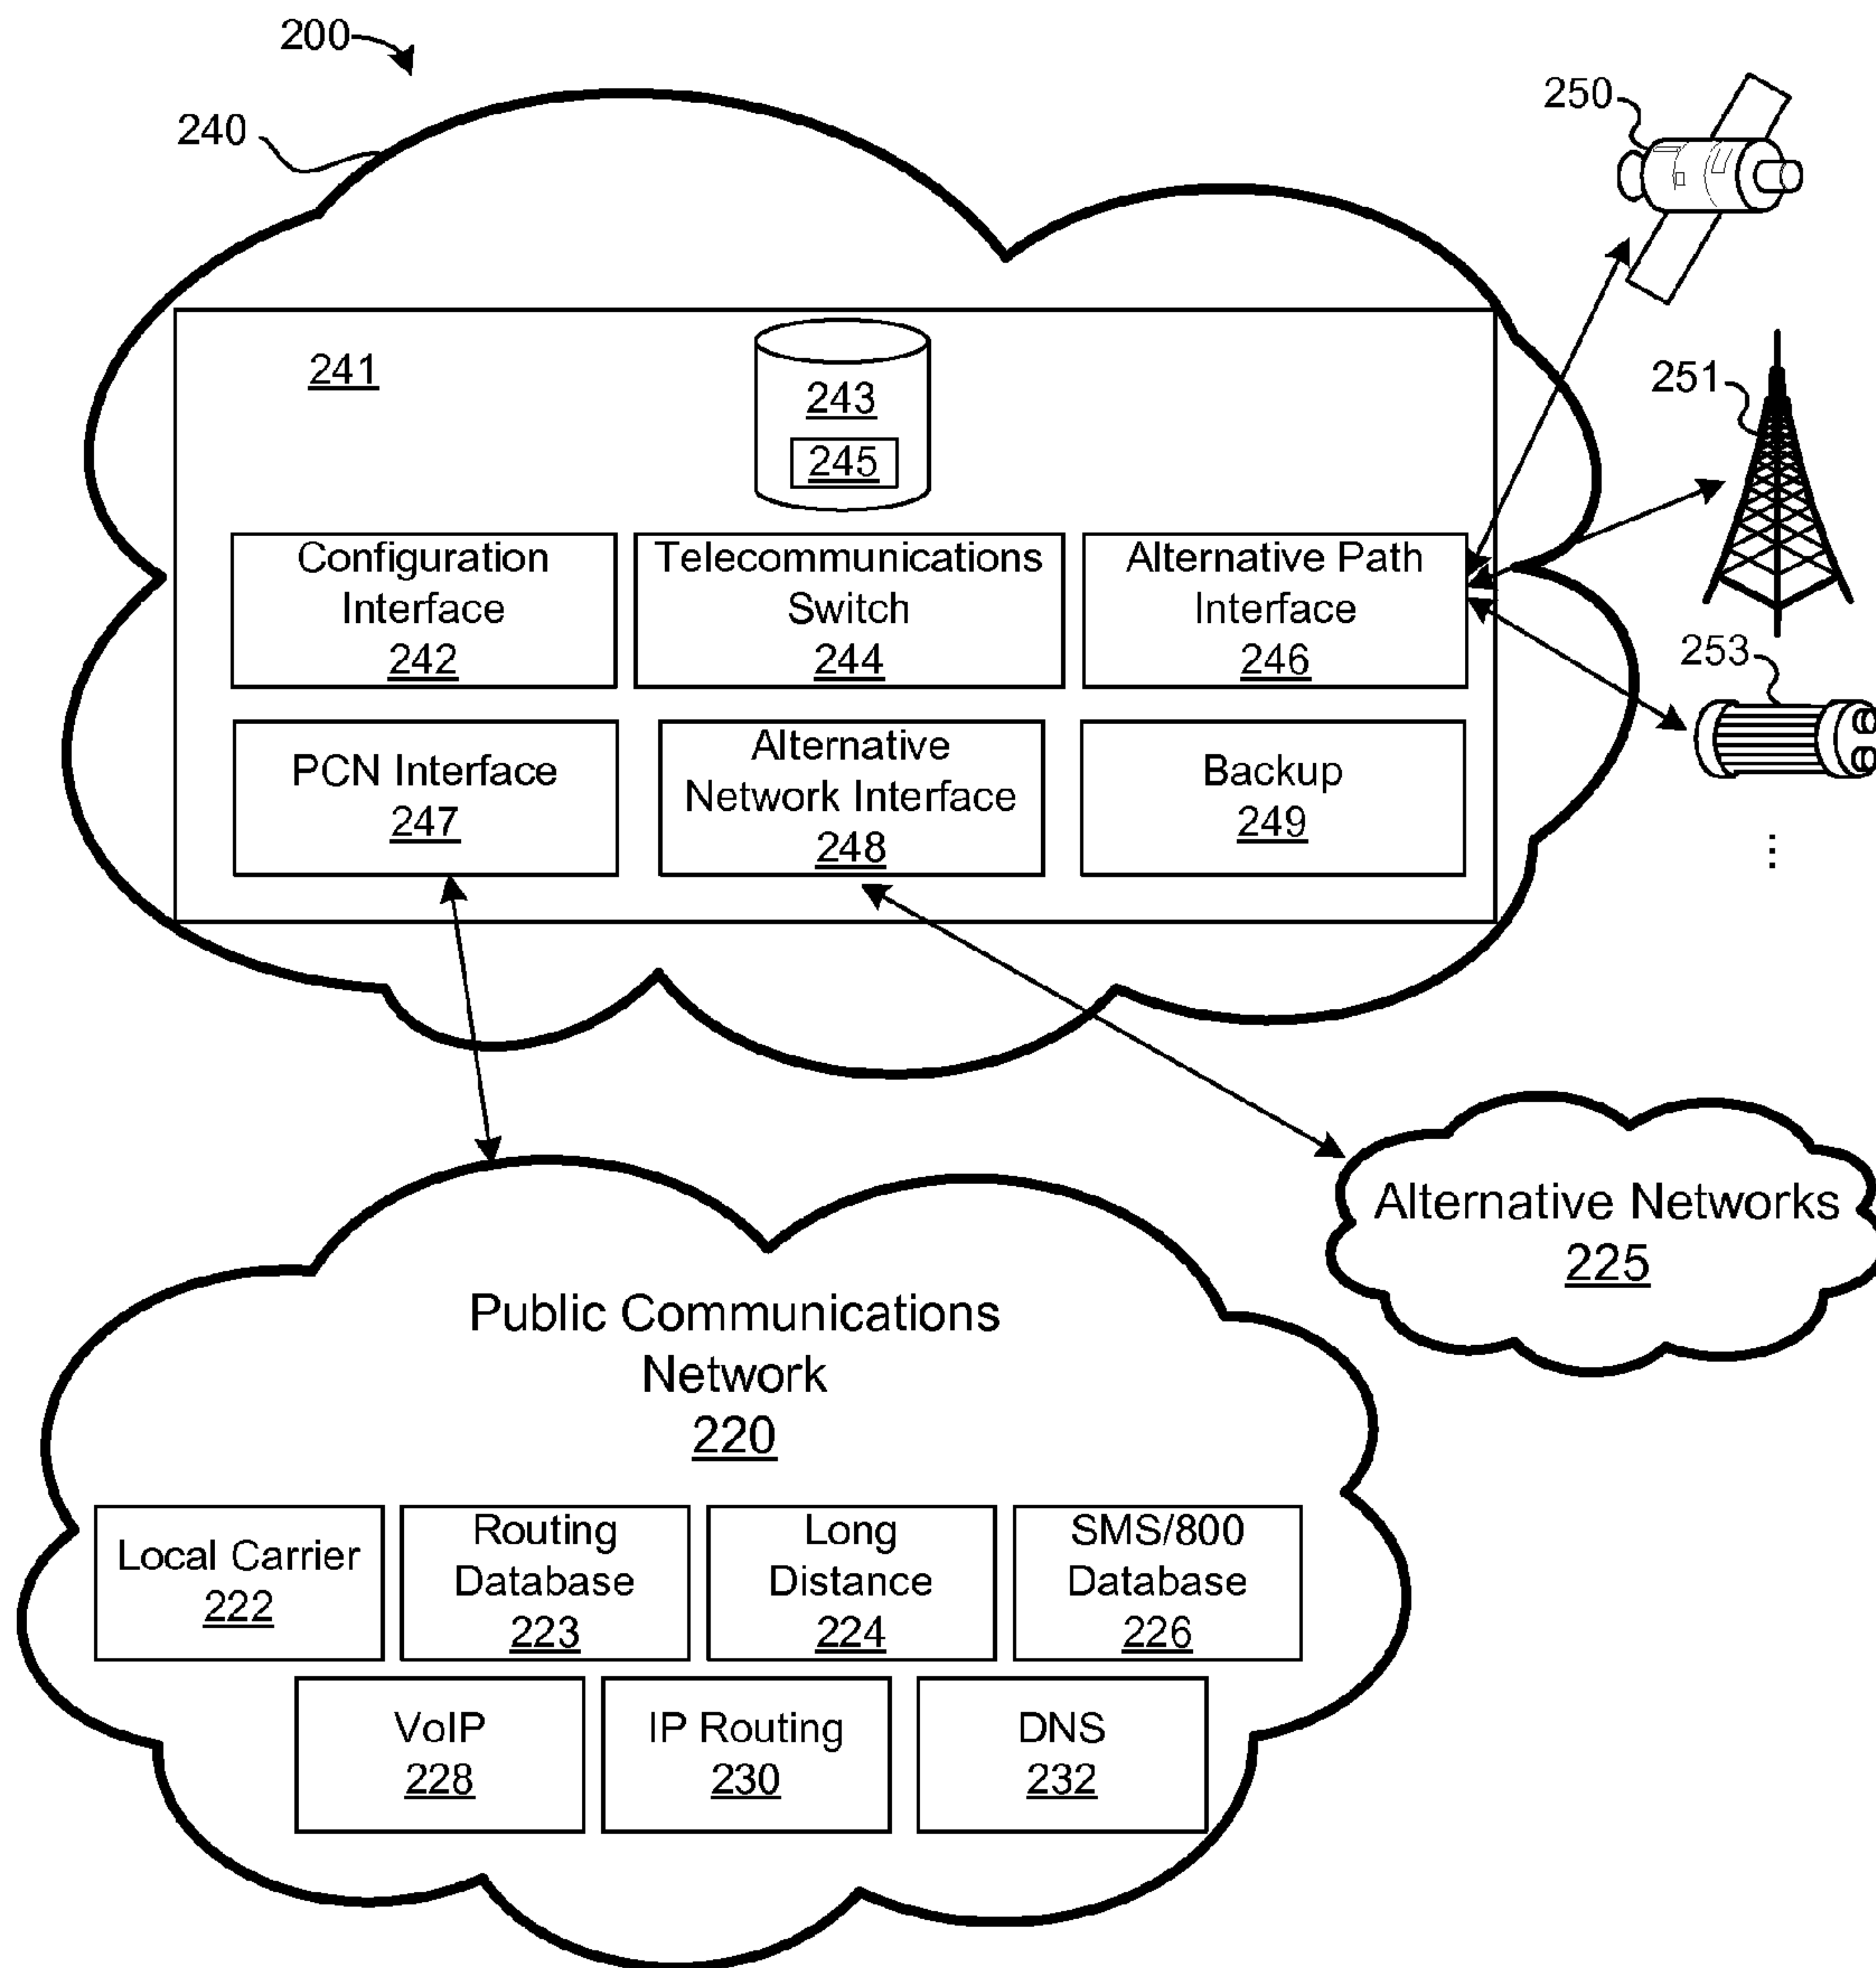 200
240
250
241
243
245
251
Configuration
Interface
242
Telecommunications
Switch
244
Alternative Path
Interface
246
253
PCN Interface
247
Alternative
Network Interface
248
Backup
249
...
Alternative Networks
225
Public Communications
Network
220
Local Carrier
222
Routing
Database
223
Long
Distance
224
SMS/800
Database
226
VoIP
228
IP Routing
230
DNS
232